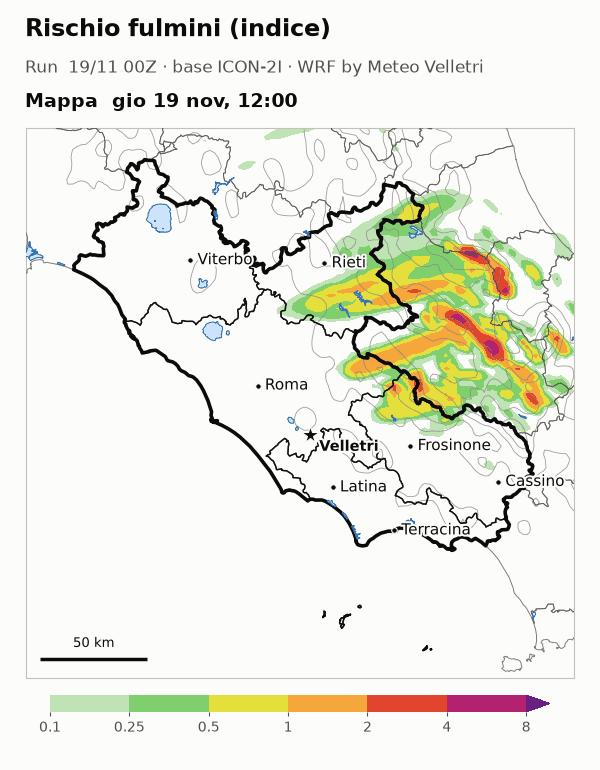 Rischio fulmini (indice)
Run  19/11 00Z · base ICON-2I · WRF by Meteo Velletri
Mappa  gio 19 nov, 12:00
Viterbo
Rieti
Roma
Velletri
Frosinone
Latina
Cassino
Terracina
50 km
0.1 0.25 0.5 1 2 4 8